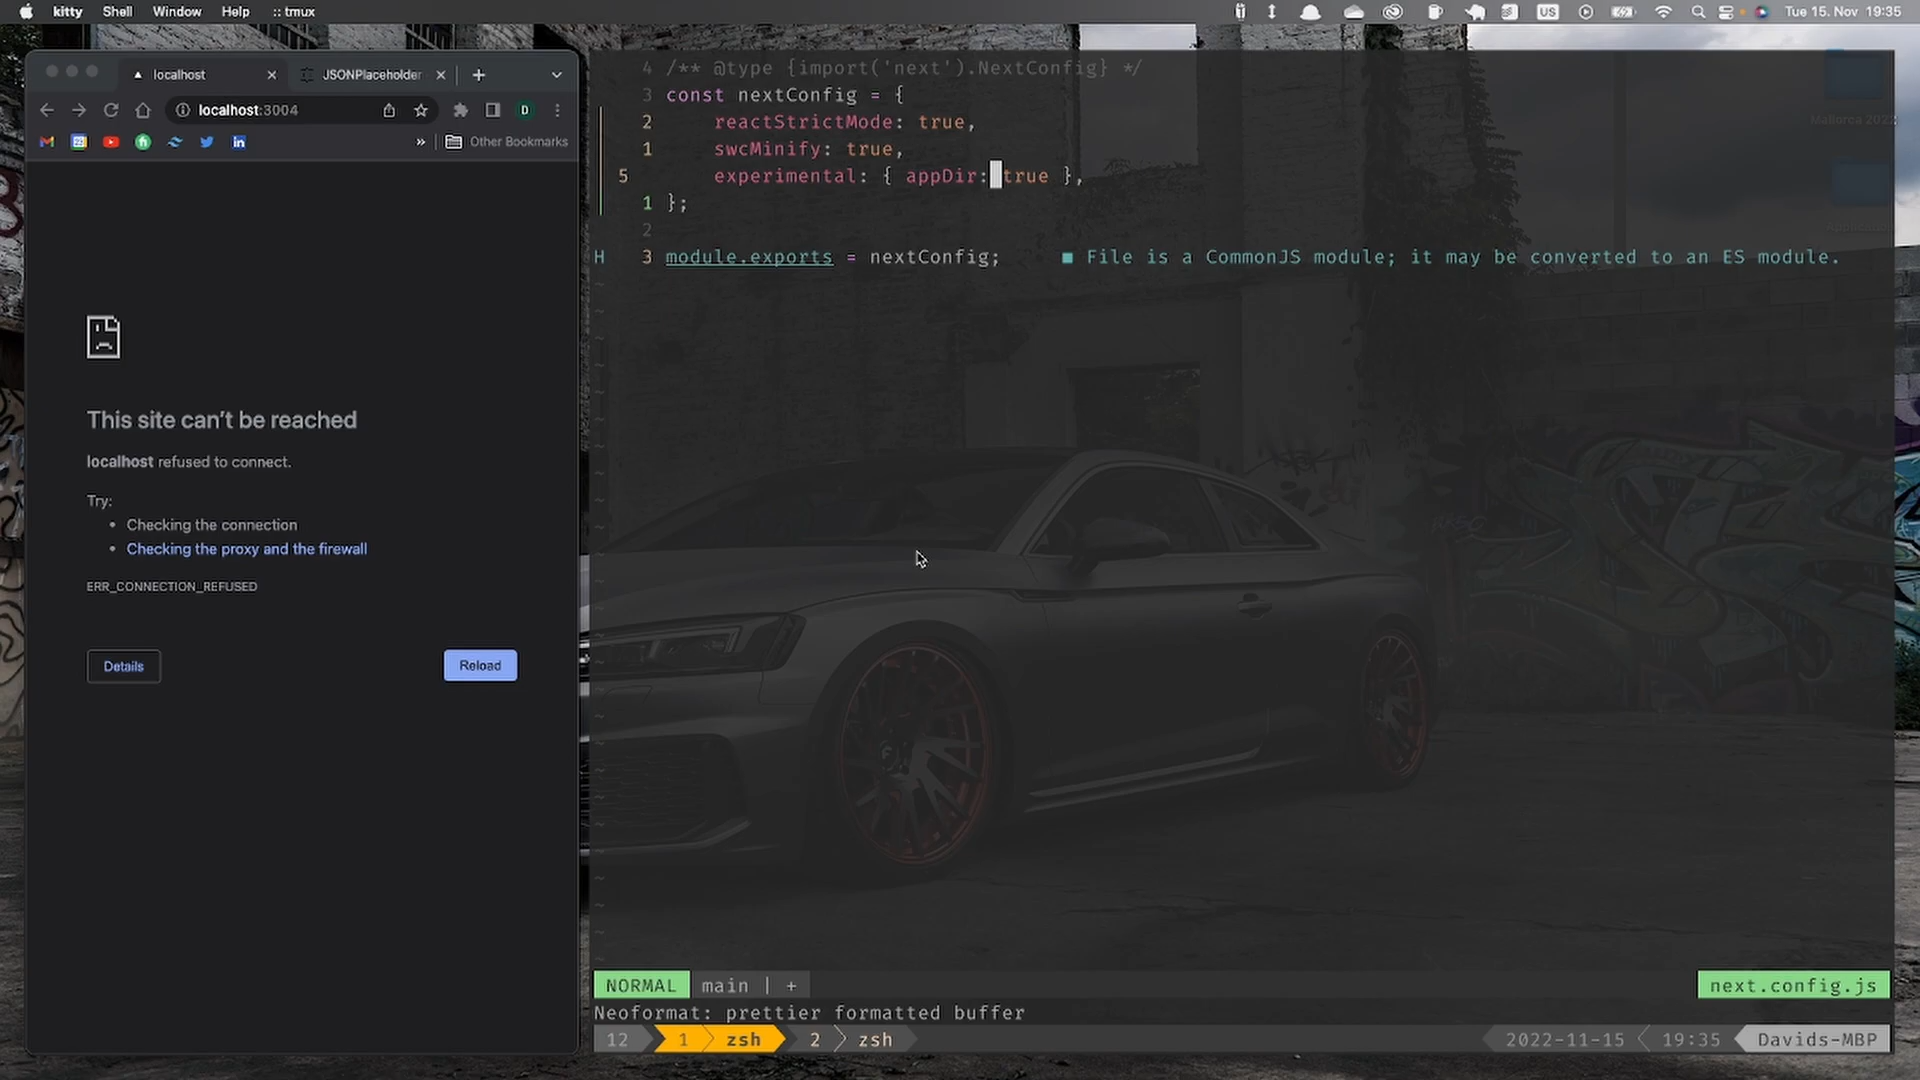 kitty Shell Window Help :: tmux US Tue 15. Nov 19:35
localhost JSONPlaceholder
localhost:3004 D
Other Bookmarks
This site can't be reached
localhost refused to connect.
Try:
• Checking the connection
• Checking the proxy and the firewall
ERR_CONNECTION_REFUSED
Details Reload
4 /** @type {import('next').NextConfig} */
3 const nextConfig = {
2 reactStrictMode: true,
1 swcMinify: true,
5 experimental: { appDir: true },
1 };
2
H 3 module.exports = nextConfig; ■ File is a CommonJS module; it may be converted to an ES module.
Mallorca 2022
NORMAL main | + next.config.js
Neoformat: prettier formatted buffer
12 1 zsh 2 zsh 2022-11-15 19:35 Davids-MBP